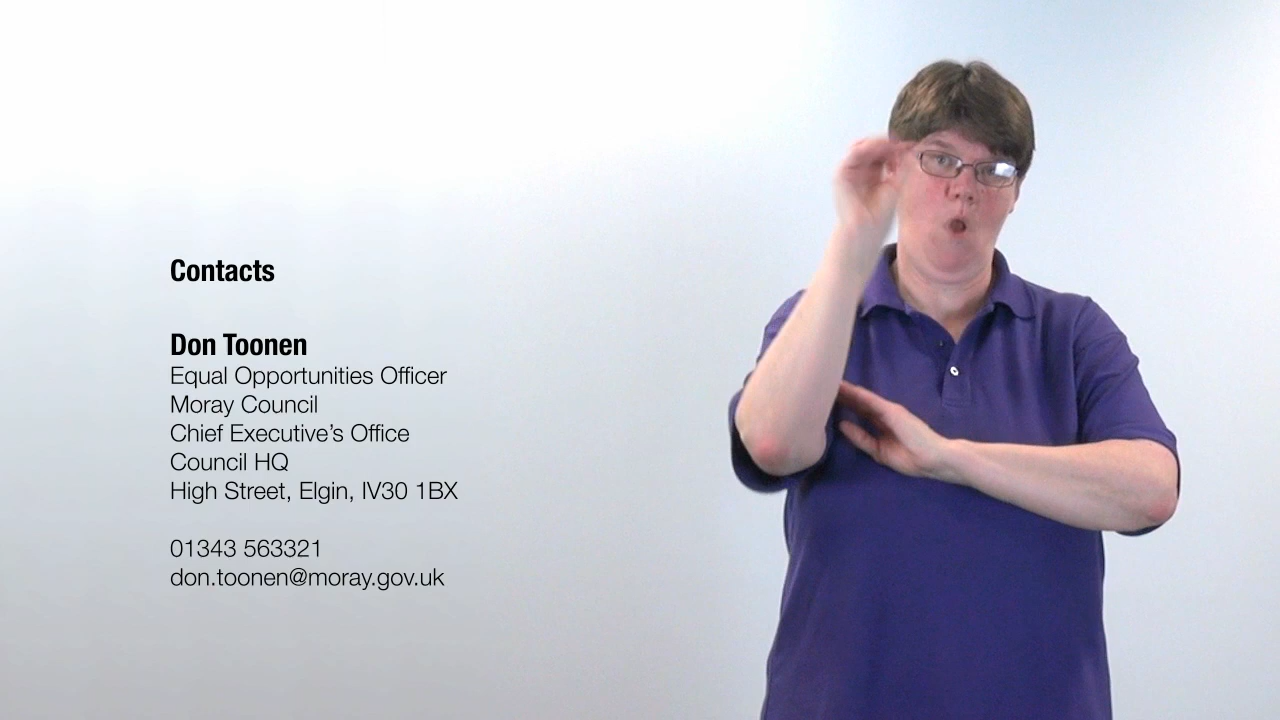 Contacts
Don Toonen
Equal Opportunities Officer
Moray Council
Chief Executive’s Office
Council HQ
High Street, Elgin, IV30 1BX
01343 563321
don.toonen@moray.gov.uk